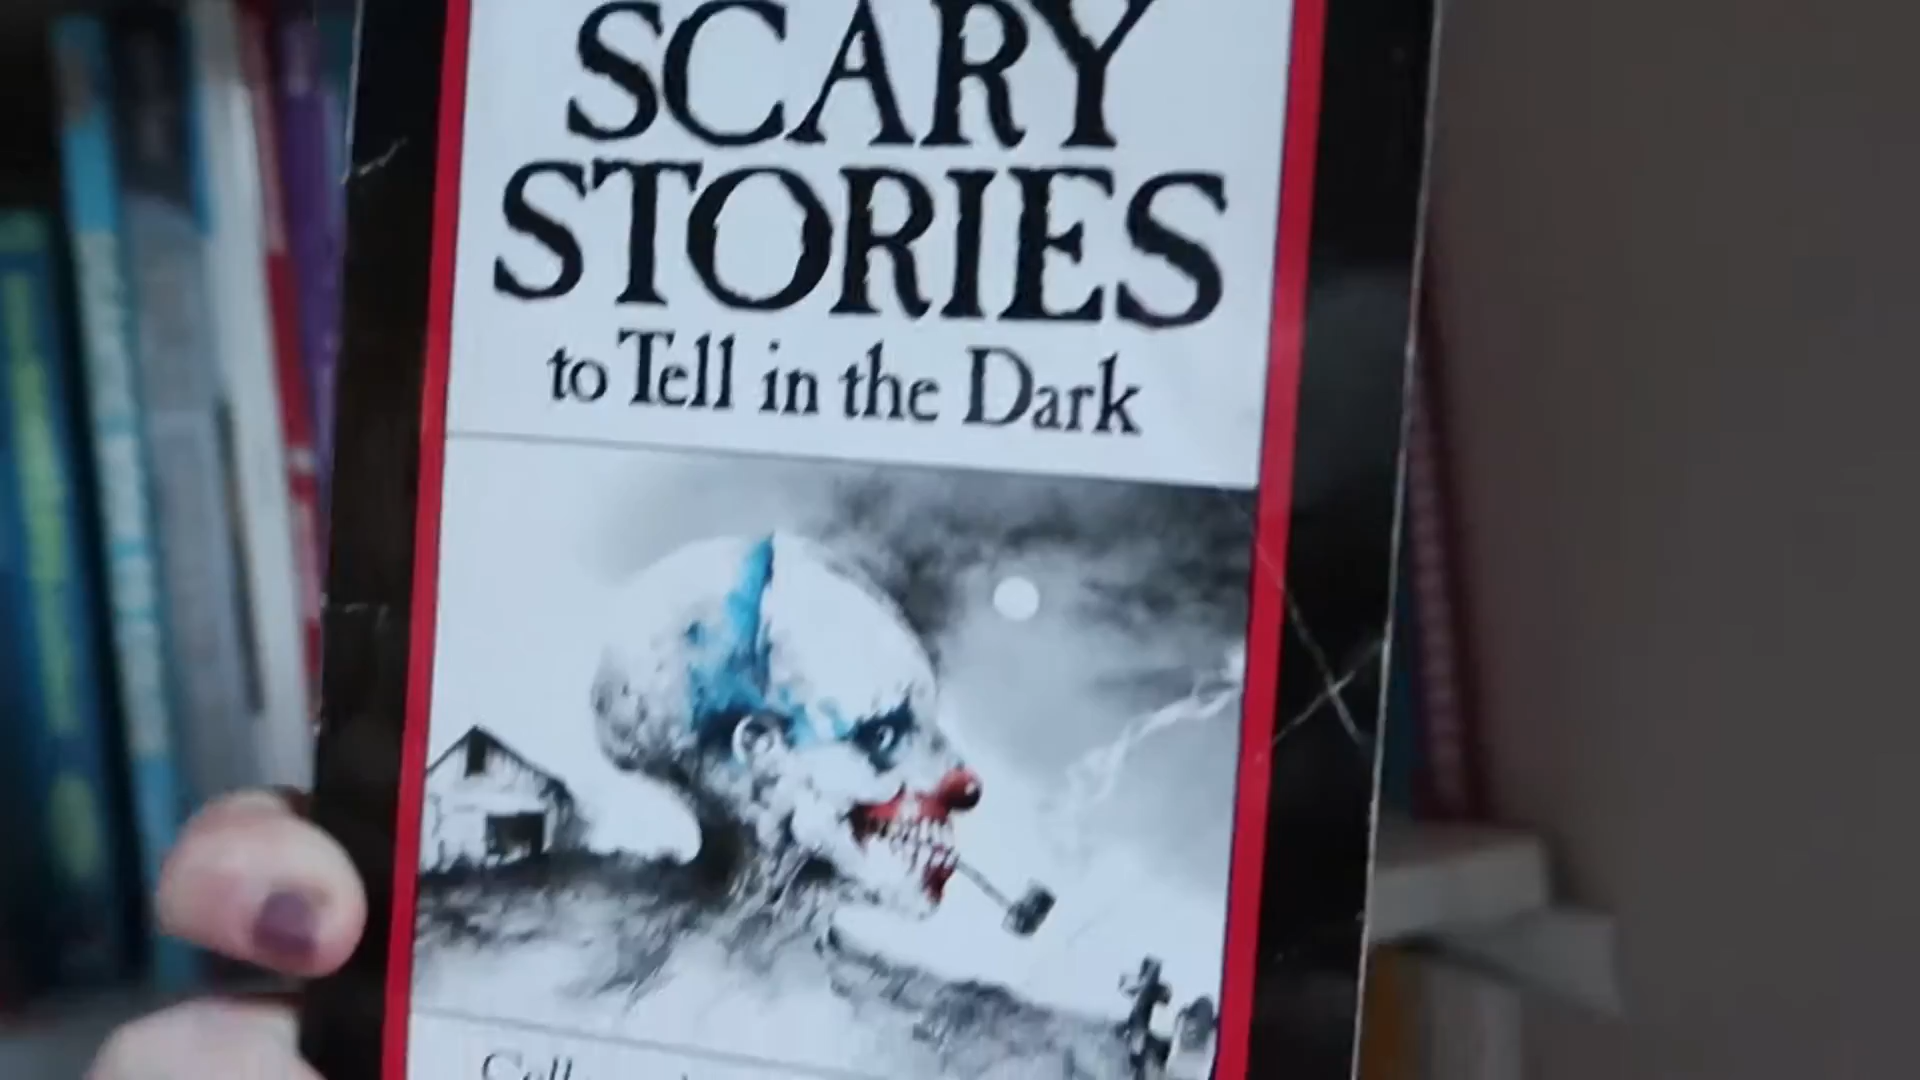 SCARY
STORIES
to Tell in the Dark